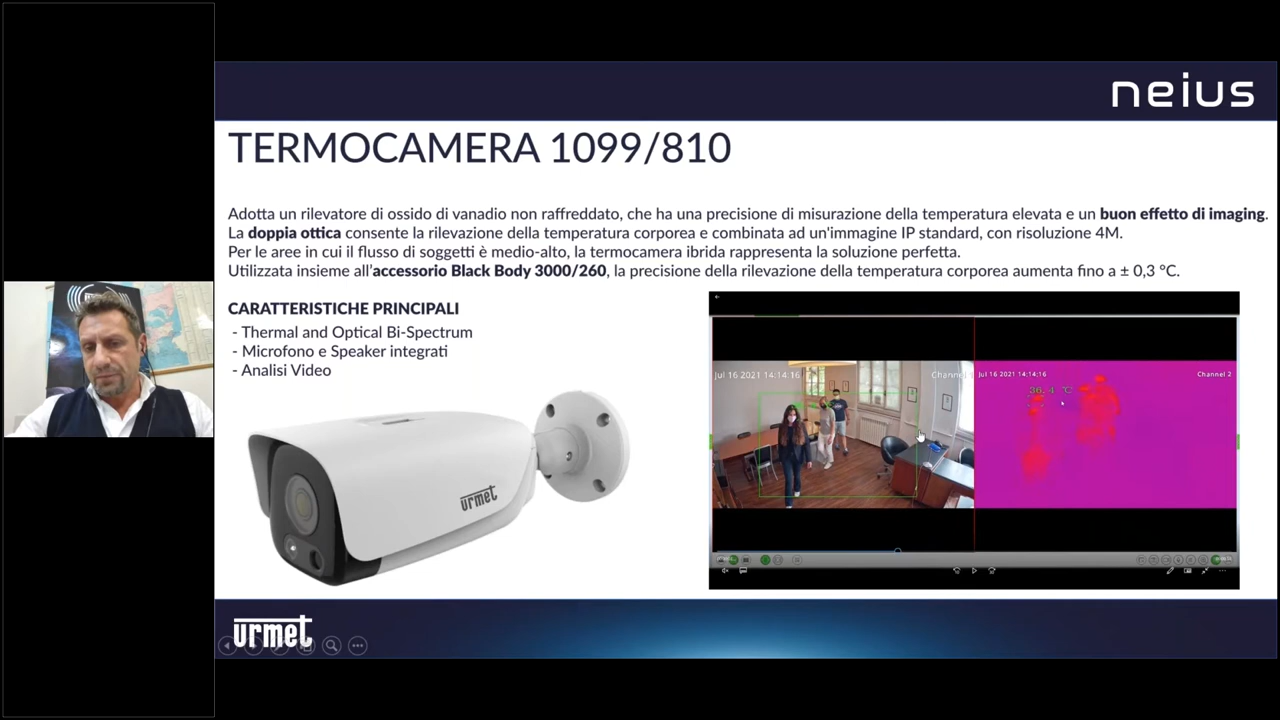 neius
TERMOCAMERA 1099/810
Adotta un rilevatore di ossido di vanadio non raffreddato, che ha una precisione di misurazione della temperatura elevata e un buon effetto di imaging.
La doppia ottica consente la rilevazione della temperatura corporea e combinata ad un'immagine IP standard, con risoluzione 4M.
Per le aree in cui il flusso di soggetti è medio-alto, la termocamera ibrida rappresenta la soluzione perfetta.
Utilizzata insieme all'accessorio Black Body 3000/260, la precisione della rilevazione della temperatura corporea aumenta fino a ± 0,3 °C.
CARATTERISTICHE PRINCIPALI
- Thermal and Optical Bi-Spectrum
- Microfono e Speaker integrati
- Analisi Video
urmet
Jul 16 2021 14:14:16
Channel
Jul 16 2021 14:14:16
Channel 2
36.4 °C
urmet